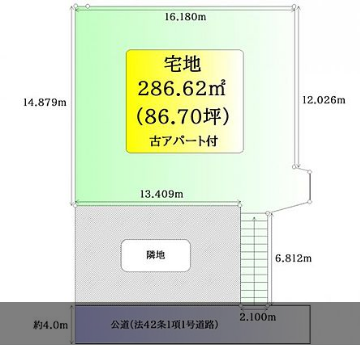 16.180m
宅地
286.62㎡
(86.70坪)
古アパート付
14.879m
12.026m
13.409m
隣地
6.812m
2.100m
約4.0m
公道(法42条1項1号道路)